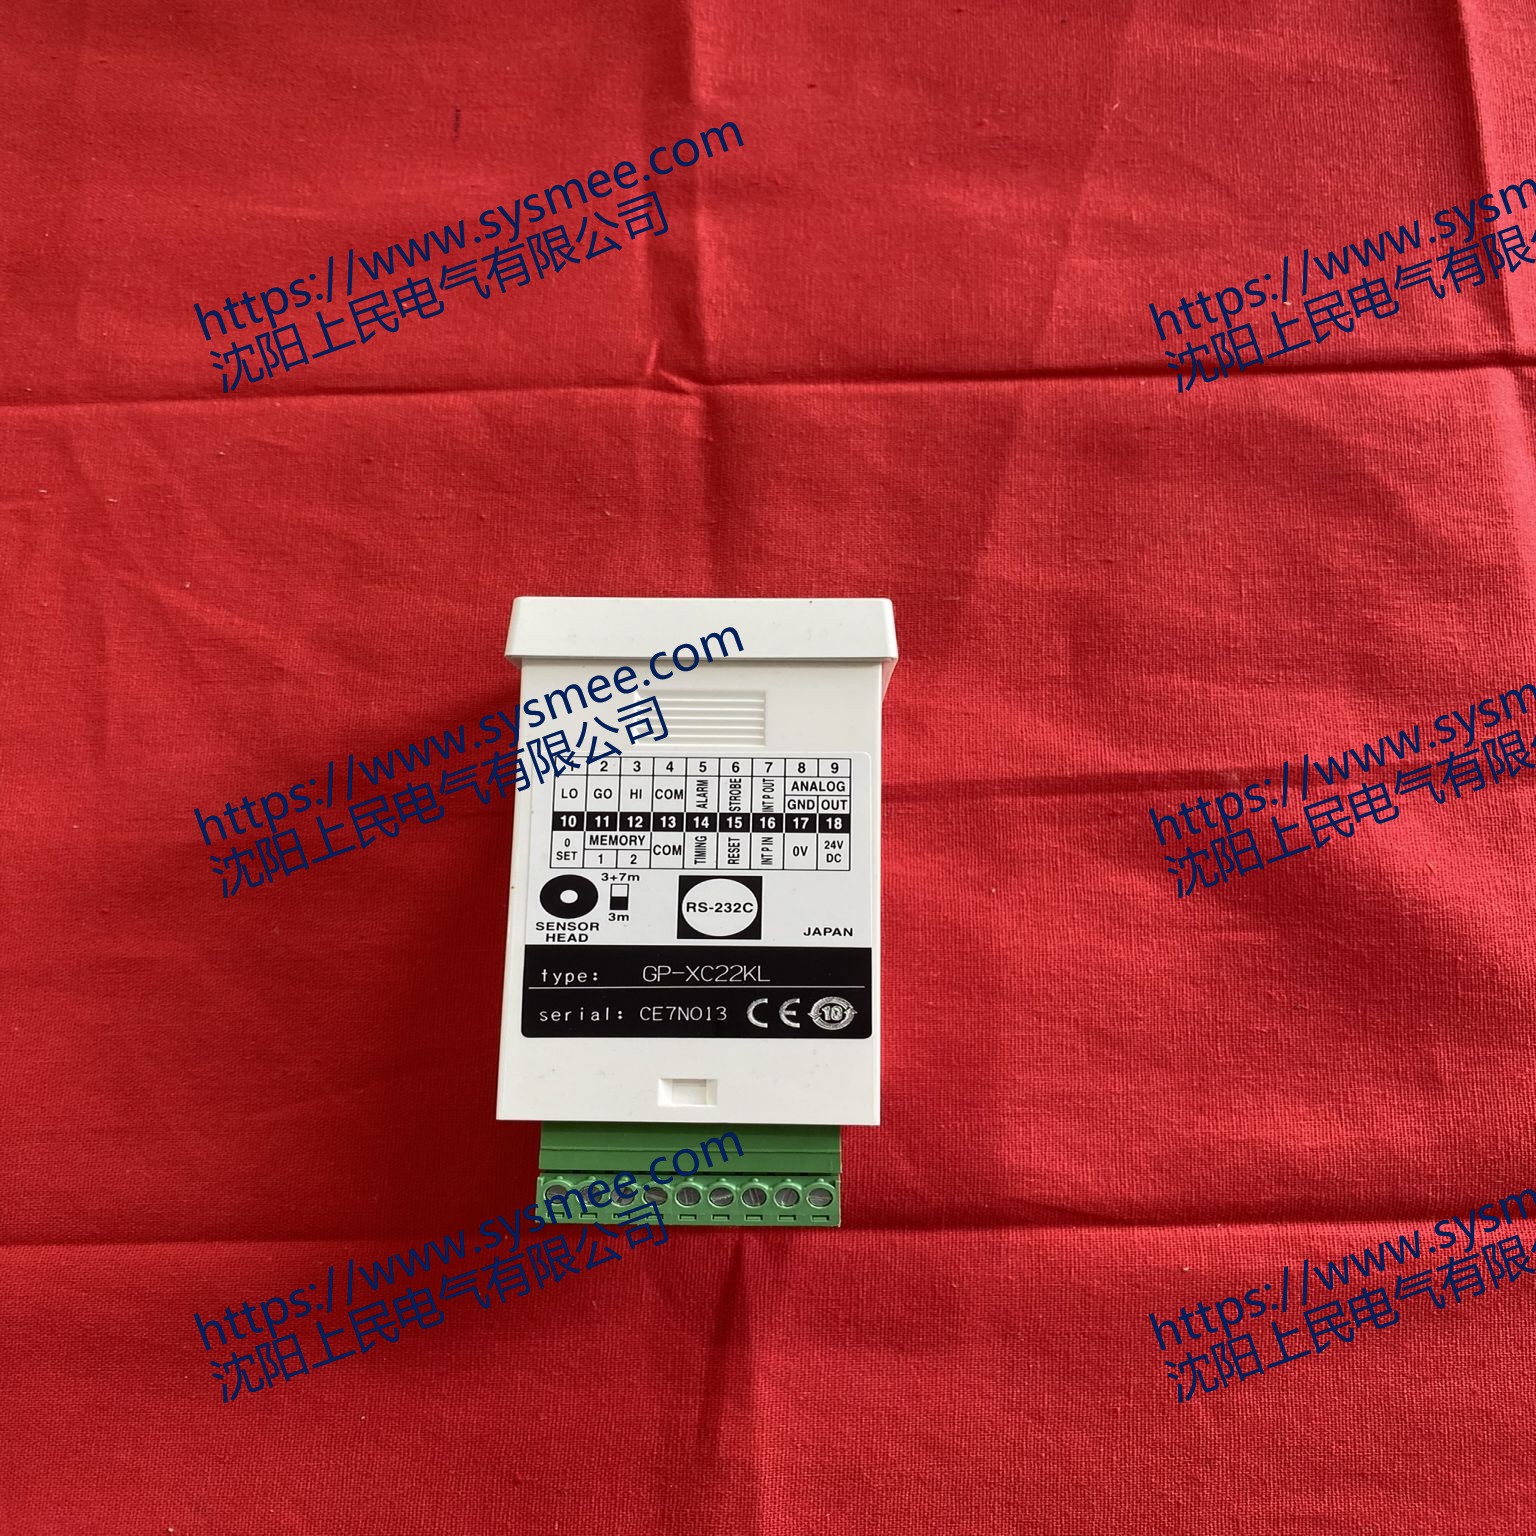 https://www.sysmee.com
沈阳上民电气有限公司
https://www.sysm
沈阳上民电气有限
https://www.sysmee.com
沈阳上民电气有限公司
https://www.sysm
沈阳上民电气有限
2 3 4 5 6 7 8 9
LO GO HI COM ALARM STROBE INT P OUT ANALOG
GND OUT
10 11 12 13 14 15 16 17 18
0 SET MEMORY COM TIMING RESET INT P IN 0V 24V DC
1 2
3+7m
3m
SENSOR
HEAD
RS-232C
JAPAN
type: GP-XC22KL
serial: CE7N013 CE 10
https://www.sysmee.com
沈阳上民电气有限公司
https://www.sysm
沈阳上民电气有限